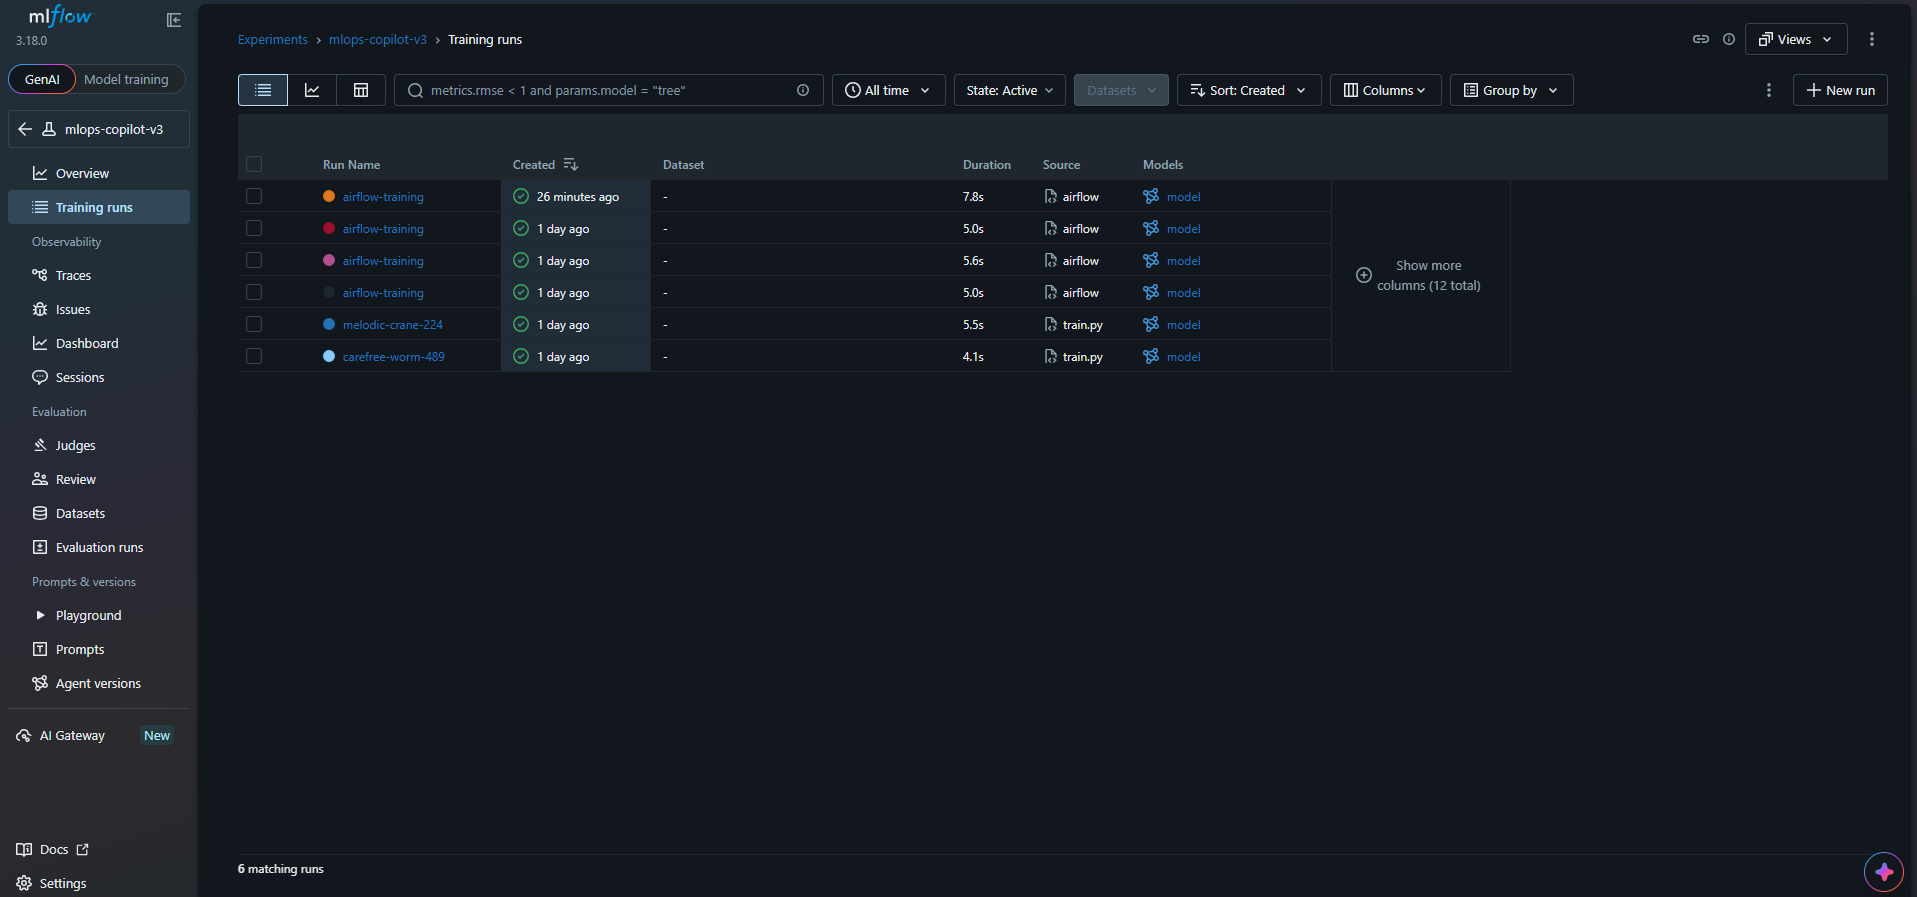 mlflow
3.18.0
GenAI
Model training
mlops-copilot-v3
Overview
Training runs
Observability
Traces
Issues
Dashboard
Sessions
Evaluation
Judges
Review
Datasets
Evaluation runs
Prompts & versions
Playground
Prompts
Agent versions
AI Gateway New
Docs
Settings
Experiments › mlops-copilot-v3 › Training runs
Views
metrics.rmse < 1 and params.model = "tree"
All time
State: Active
Datasets
Sort: Created
Columns
Group by
New run
Run Name Created Dataset Duration Source Models
airflow-training 26 minutes ago - 7.8s airflow model
airflow-training 1 day ago - 5.0s airflow model
airflow-training 1 day ago - 5.6s airflow model
airflow-training 1 day ago - 5.0s airflow model
melodic-crane-224 1 day ago - 5.5s train.py model
carefree-worm-489 1 day ago - 4.1s train.py model
Show more
columns (12 total)
6 matching runs